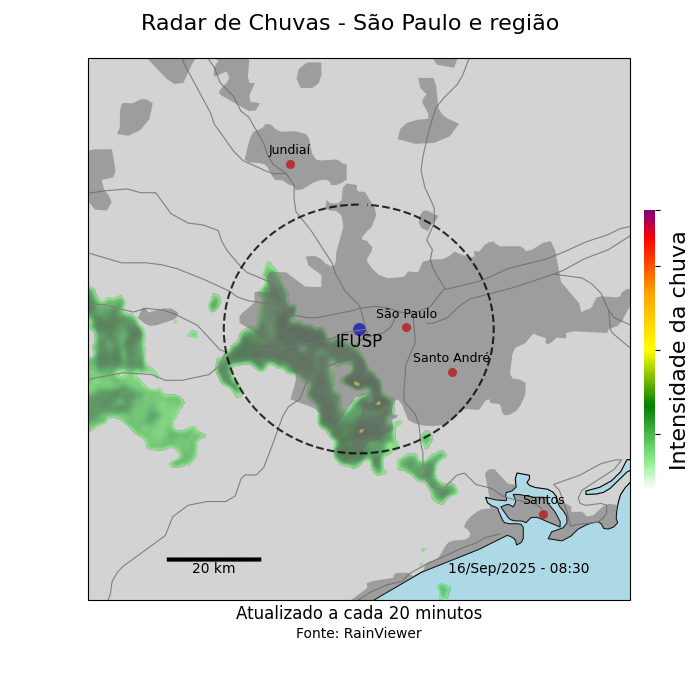 Radar de Chuvas - São Paulo e região
Jundiaí
São Paulo
IFUSP
Santo André
Santos
20 km
16/Sep/2025 - 08:30
Intensidade da chuva
Atualizado a cada 20 minutos
Fonte: RainViewer